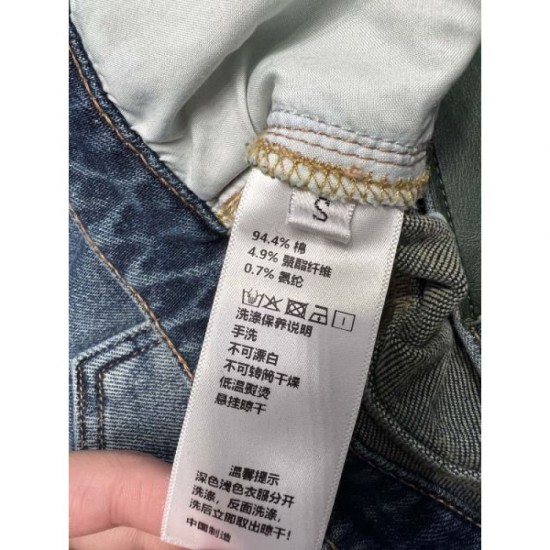 S
94.4% 棉
4.9% 聚酯纤维
0.7% 氨纶
洗涤保养说明
手洗
不可漂白
不可转筒干燥
低温熨烫
悬挂晾干
温馨提示
深色浅色衣服分开
洗涤，反面洗涤，
洗后立即取出晾干！
中国制造